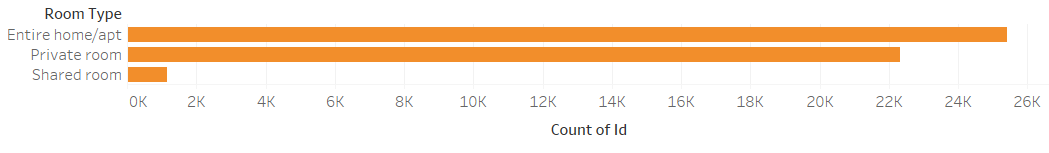 Room Type
Entire home/apt
Private room
Shared room
0K 2K 4K 6K 8K 10K 12K 14K 16K 18K 20K 22K 24K 26K
Count of Id